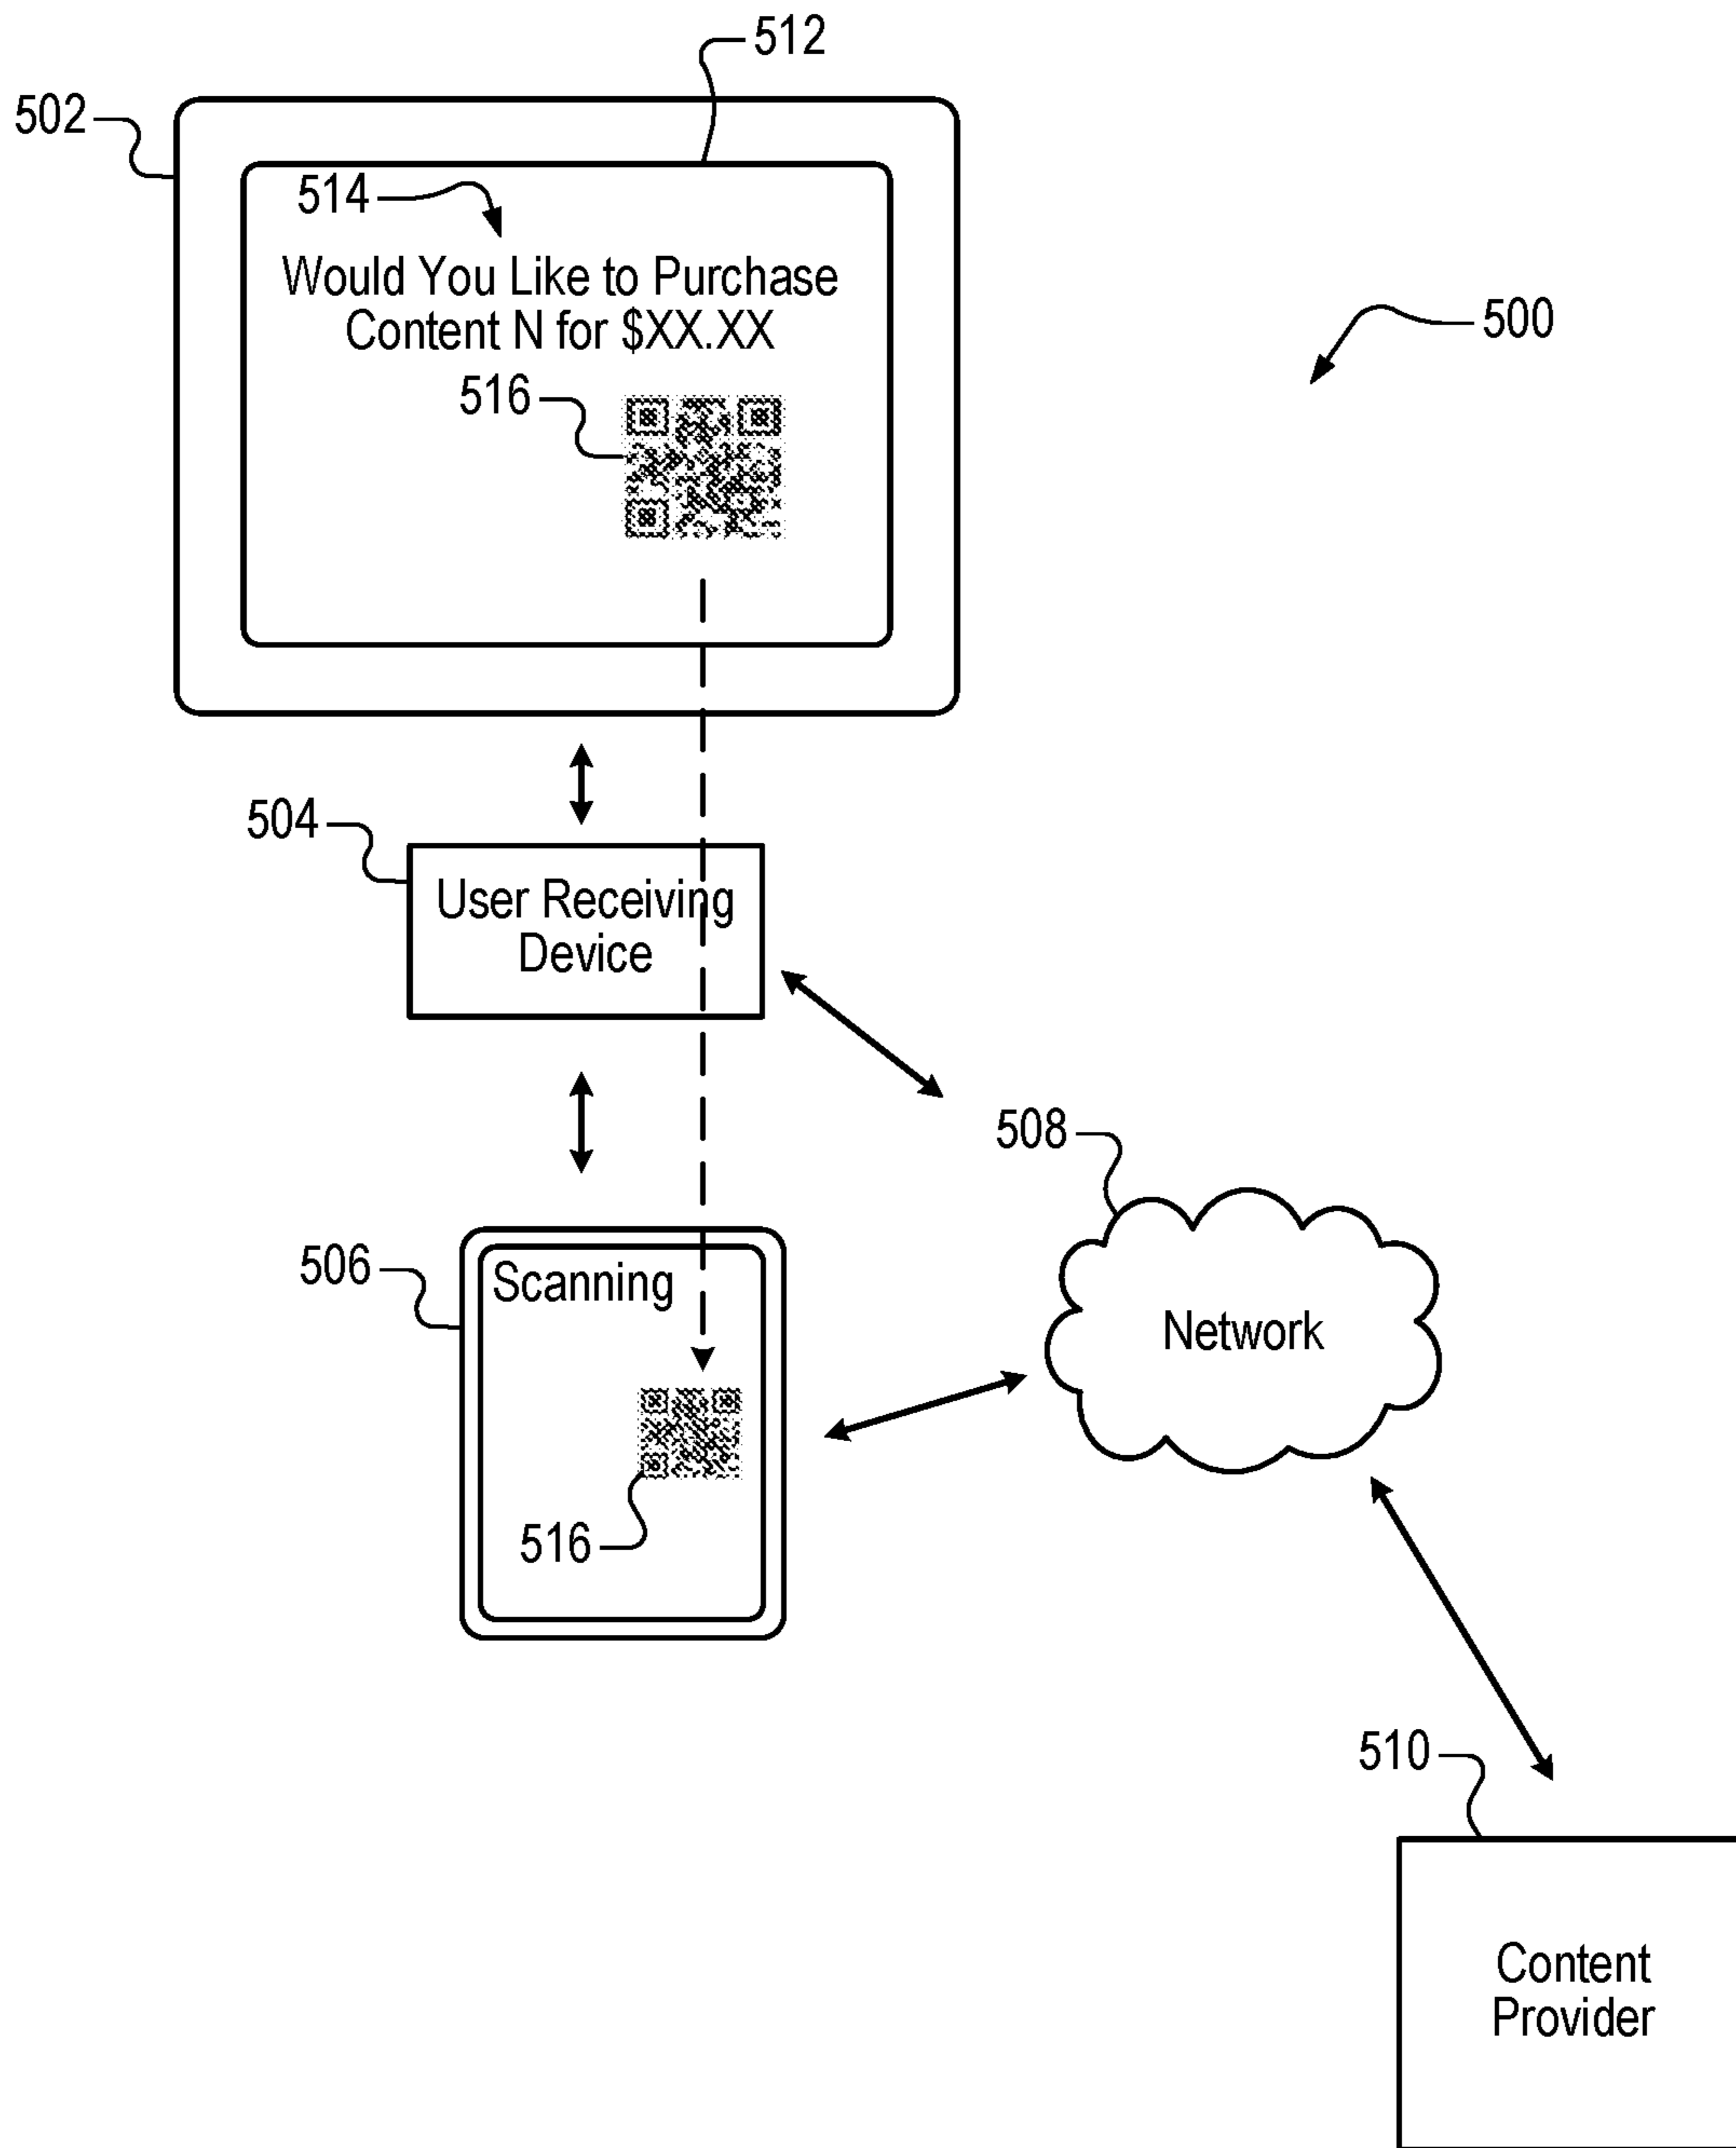 512
502
514
Would You Like to Purchase
Content N for $XX.XX
500
516
504
User Receiving
Device
508
506
Scanning
Network
516
510
Content
Provider